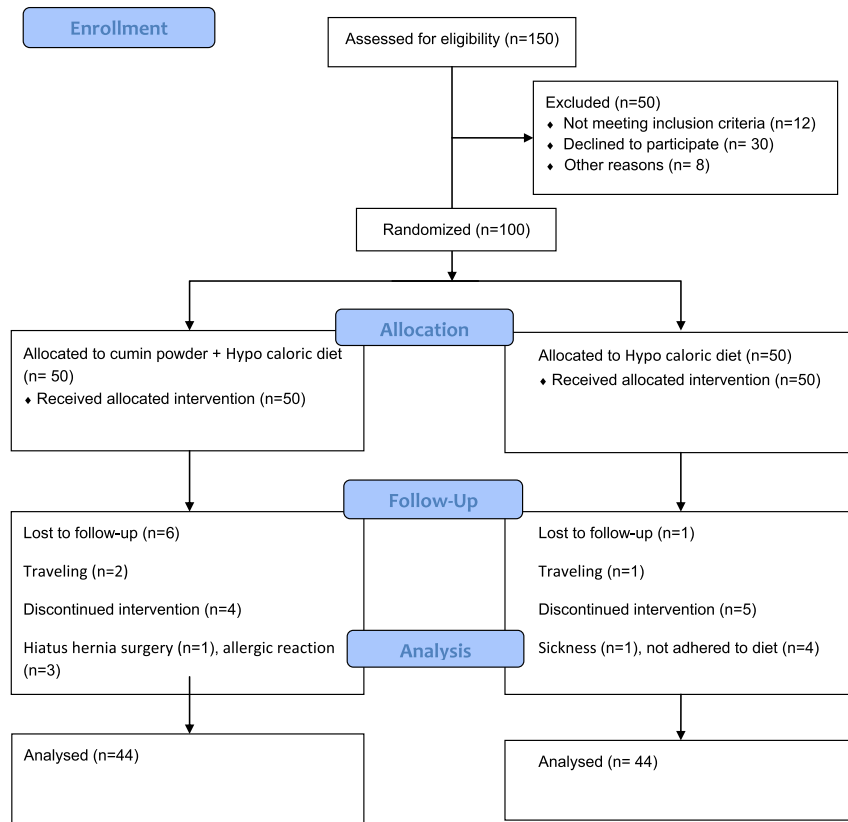 Enrollment
Assessed for eligibility (n=150)
Excluded (n=50)
♦ Not meeting inclusion criteria (n=12)
♦ Declined to participate (n= 30)
♦ Other reasons (n= 8)
Randomized (n=100)
Allocation
Allocated to cumin powder + Hypo caloric diet
(n= 50)
♦ Received allocated intervention (n=50)
Allocated to Hypo caloric diet (n=50)
♦ Received allocated intervention (n=50)
Follow-Up
Lost to follow-up (n=6)
Traveling (n=2)
Discontinued intervention (n=4)
Hiatus hernia surgery (n=1), allergic reaction
(n=3)
Lost to follow-up (n=1)
Traveling (n=1)
Discontinued intervention (n=5)
Sickness (n=1), not adhered to diet (n=4)
Analysis
Analysed (n=44)
Analysed (n= 44)